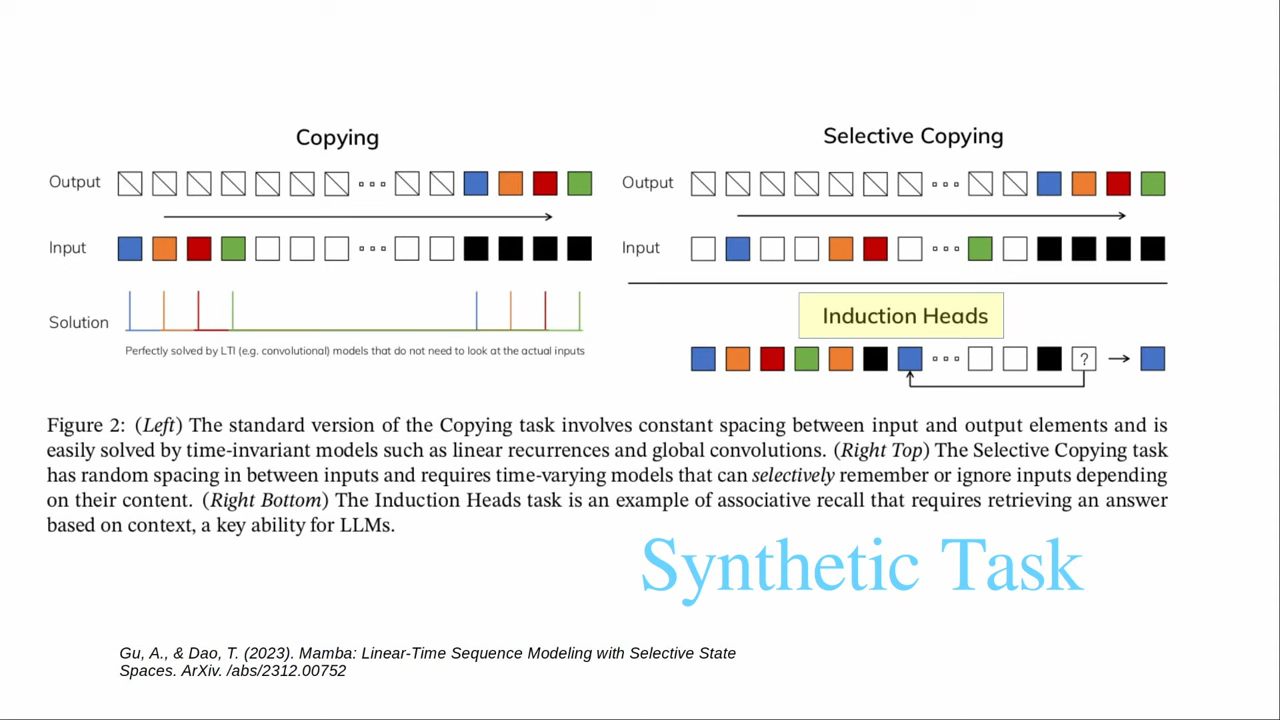 Copying
Output
Input
Solution
Perfectly solved by LTI (e.g. convolutional) models that do not need to look at the actual inputs
Selective Copying
Output
Input
Induction Heads
?
Figure 2: (Left) The standard version of the Copying task involves constant spacing between input and output elements and is
easily solved by time-invariant models such as linear recurrences and global convolutions. (Right Top) The Selective Copying task
has random spacing in between inputs and requires time-varying models that can selectively remember or ignore inputs depending
on their content. (Right Bottom) The Induction Heads task is an example of associative recall that requires retrieving an answer
based on context, a key ability for LLMs.
Synthetic Task
Gu, A., & Dao, T. (2023). Mamba: Linear-Time Sequence Modeling with Selective State
Spaces. ArXiv. /abs/2312.00752